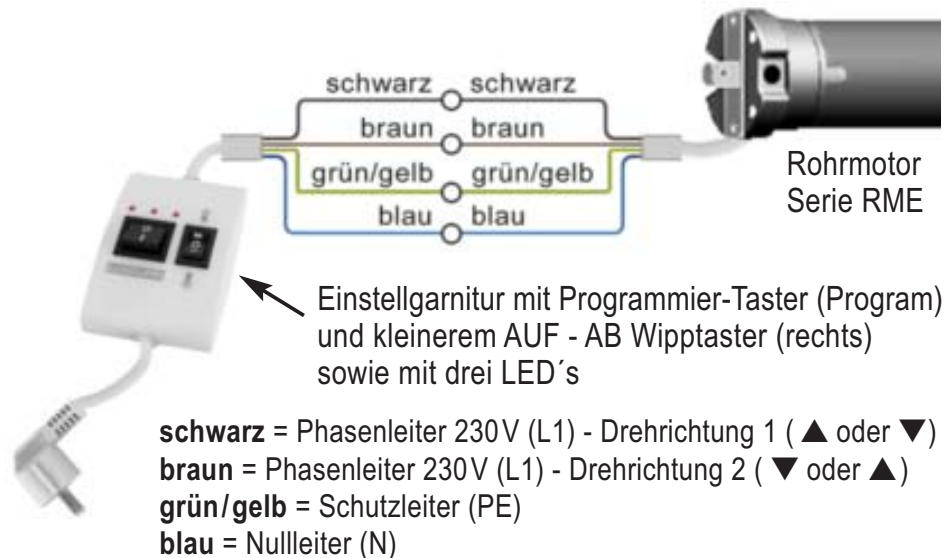 schwarz schwarz
braun braun
grün/gelb grün/gelb
blau blau
Rohrmotor
Serie RME
Einstellgarnitur mit Programmier-Taster (Program)
und kleinerem AUF - AB Wipptaster (rechts)
sowie mit drei LED´s
schwarz = Phasenleiter 230 V (L1) - Drehrichtung 1 ( ▲ oder ▼)
braun = Phasenleiter 230 V (L1) - Drehrichtung 2 ( ▼ oder ▲)
grün/gelb = Schutzleiter (PE)
blau = Nullleiter (N)